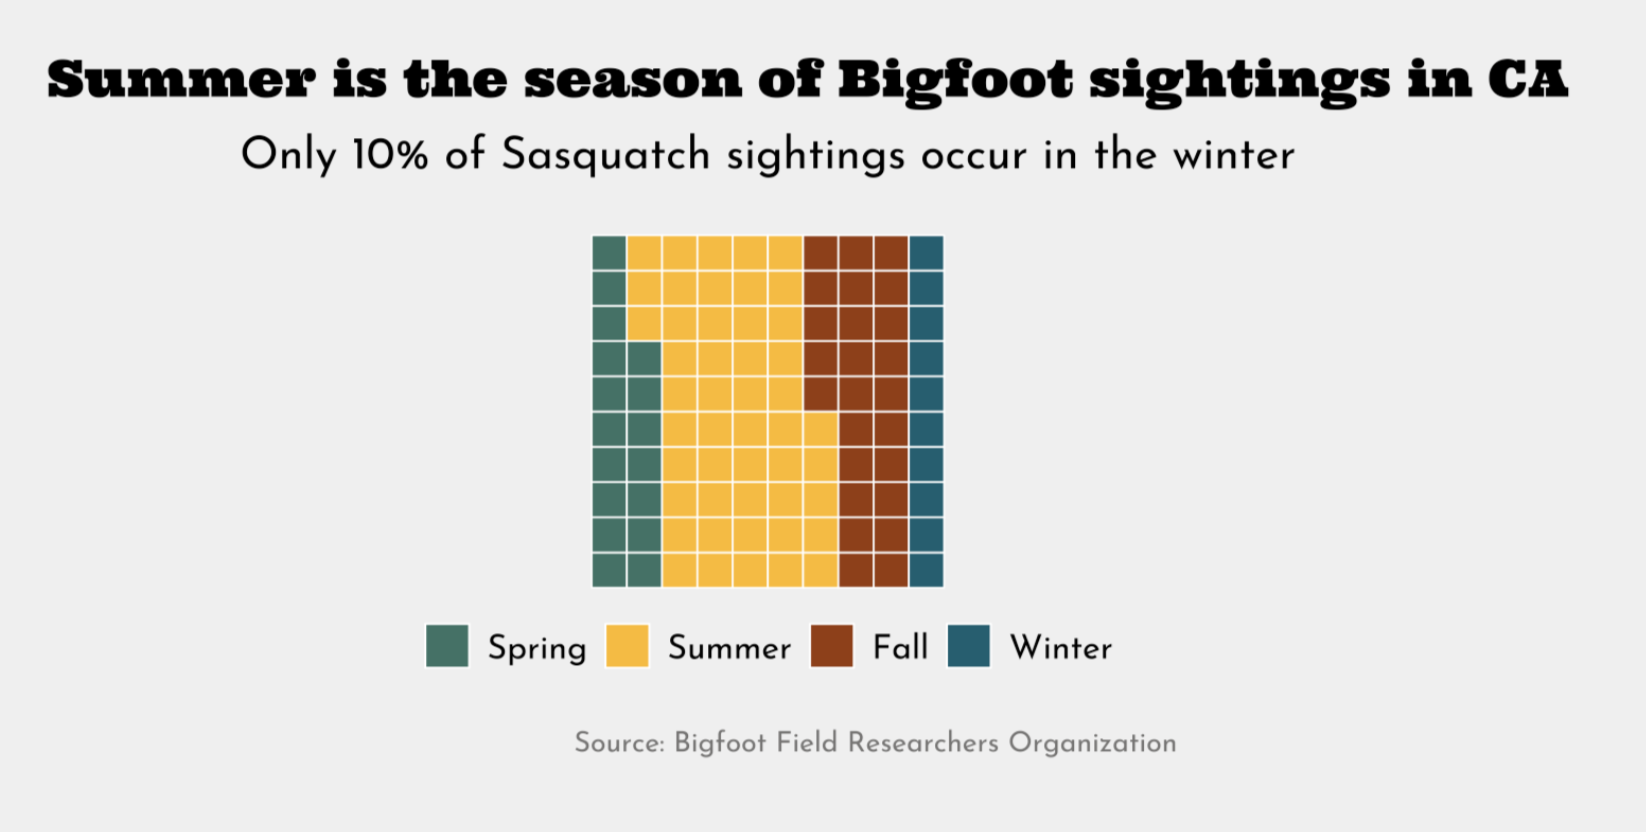 Summer is the season of Bigfoot sightings in CA
Only 10% of Sasquatch sightings occur in the winter
Spring Summer Fall Winter
Source: Bigfoot Field Researchers Organization